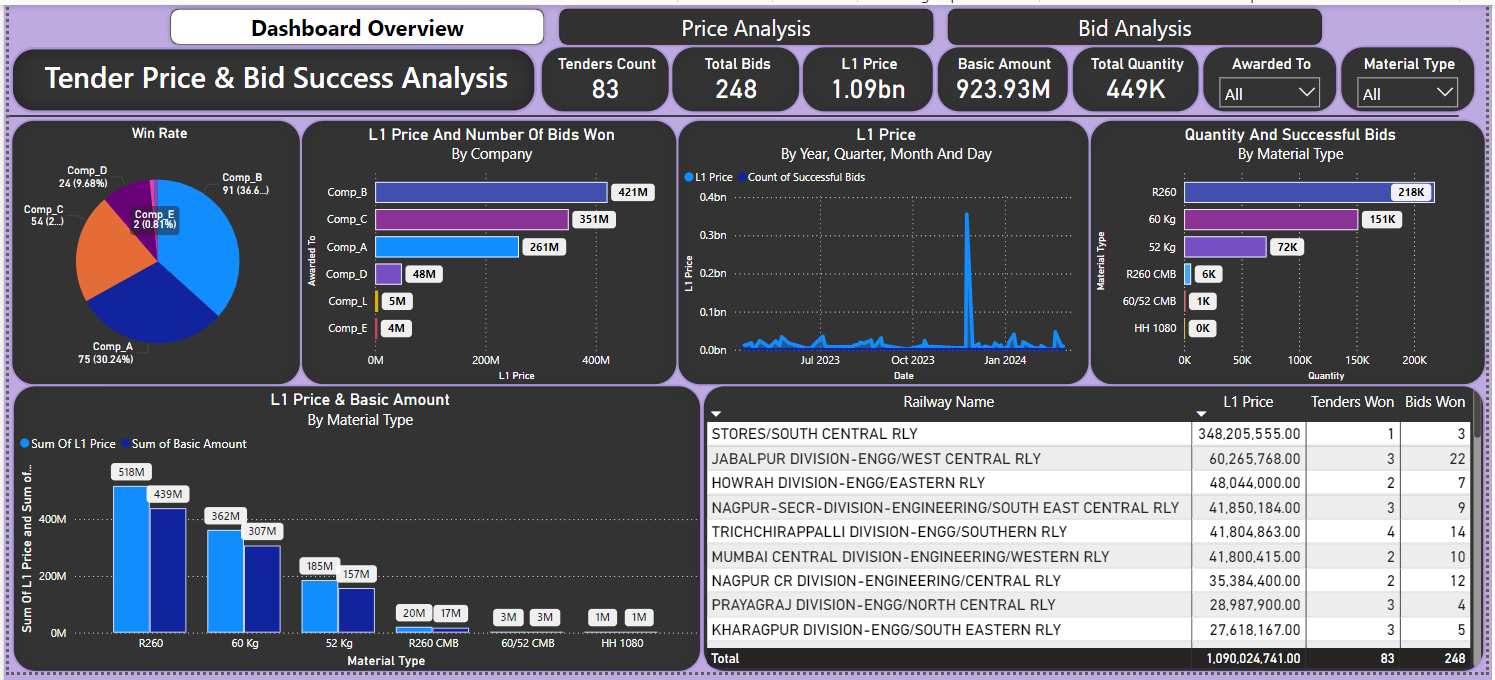 Dashboard Overview
Price Analysis
Bid Analysis
Tender Price & Bid Success Analysis
Tenders Count
83
Total Bids
248
L1 Price
1.09bn
Basic Amount
923.93M
Total Quantity
449K
Awarded To
All
Material Type
All
Win Rate
Comp_D
24 (9.68%)
Comp_B
91 (36.6...)
Comp_C
54 (2...)
Comp_E
2 (0.81%)
Comp_A
75 (30.24%)
L1 Price And Number Of Bids Won
By Company
Awarded To
Comp_B 421M
Comp_C 351M
Comp_A 261M
Comp_D 48M
Comp_L 5M
Comp_E 4M
0M 200M 400M
L1 Price
L1 Price
By Year, Quarter, Month And Day
L1 Price Count of Successful Bids
L1 Price
0.4bn
0.3bn
0.2bn
0.1bn
0.0bn
Jul 2023 Oct 2023 Jan 2024
Date
Quantity And Successful Bids
By Material Type
Material Type
R260 218K
60 Kg 151K
52 Kg 72K
R260 CMB 6K
60/52 CMB 1K
HH 1080 0K
0K 50K 100K 150K 200K
Quantity
L1 Price & Basic Amount
By Material Type
Sum Of L1 Price Sum of Basic Amount
Sum Of L1 Price and Sum of...
400M
200M
0M
518M 439M
362M 307M
185M 157M
20M 17M
3M 3M
1M 1M
R260 60 Kg 52 Kg R260 CMB 60/52 CMB HH 1080
Material Type
Railway Name L1 Price Tenders Won Bids Won
STORES/SOUTH CENTRAL RLY 348,205,555.00 1 3
JABALPUR DIVISION-ENGG/WEST CENTRAL RLY 60,265,768.00 3 22
HOWRAH DIVISION-ENGG/EASTERN RLY 48,044,000.00 2 7
NAGPUR-SECR-DIVISION-ENGINEERING/SOUTH EAST CENTRAL RLY 41,850,184.00 3 9
TRICHCHIRAPPALLI DIVISION-ENGG/SOUTHERN RLY 41,804,863.00 4 14
MUMBAI CENTRAL DIVISION-ENGINEERING/WESTERN RLY 41,800,415.00 2 10
NAGPUR CR DIVISION-ENGINEERING/CENTRAL RLY 35,384,400.00 2 12
PRAYAGRAJ DIVISION-ENGG/NORTH CENTRAL RLY 28,987,900.00 3 4
KHARAGPUR DIVISION-ENGG/SOUTH EASTERN RLY 27,618,167.00 3 5
Total 1,090,024,741.00 83 248